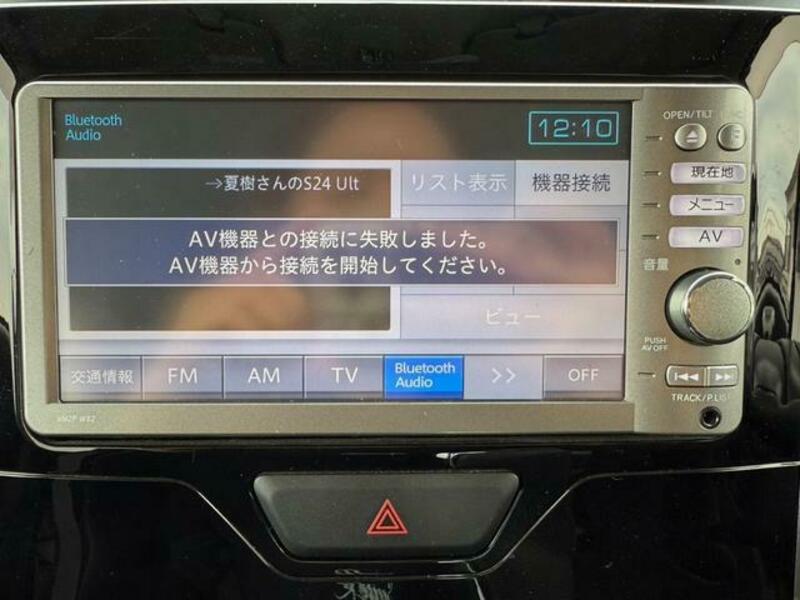 Bluetooth
Audio
12:10
OPEN/TILT
→夏樹さんのS24 Ult
リスト表示
機器接続
現在地
メニュー
AV
AV機器との接続に失敗しました。
AV機器から接続を開始してください。
音量
ビュー
PUSH
AV OFF
交通情報
FM
AM
TV
Bluetooth
Audio
>>
OFF
TRACK/P.LIST